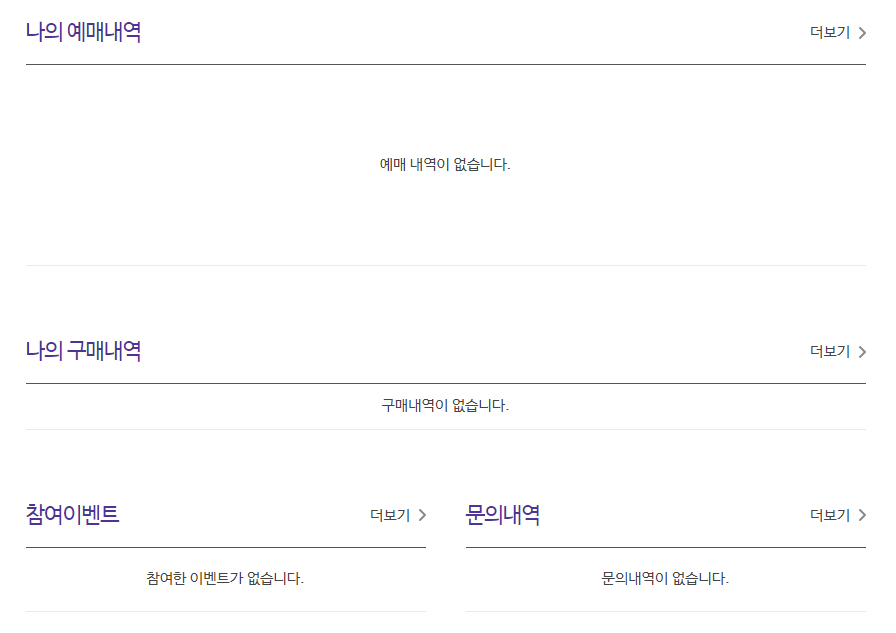 나의 예매내역 더보기
예매 내역이 없습니다.
나의 구매내역 더보기
구매내역이 없습니다.
참여이벤트 더보기
참여한 이벤트가 없습니다.
문의내역 더보기
문의내역이 없습니다.